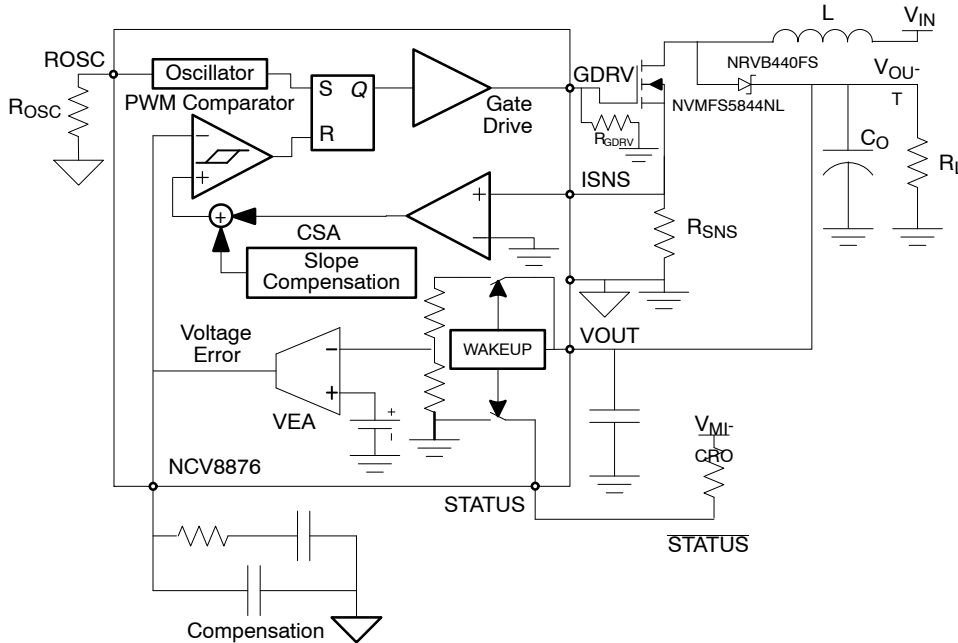 L
V_IN
ROSC
Oscillator
R_OSC
PWM Comparator
S Q
R
GDRV
NRVB440FS
V_OU-
T
NVMFS5844NL
Gate
Drive
R_GDRV
C_O
R_L
−
+
ISNS
+
−
+
CSA
R_SNS
Slope
Compensation
VOUT
Voltage
Error
WAKEUP
−
+
VEA
+
-
V_MI-
CRO
NCV8876
STATUS
STATUS
Compensation